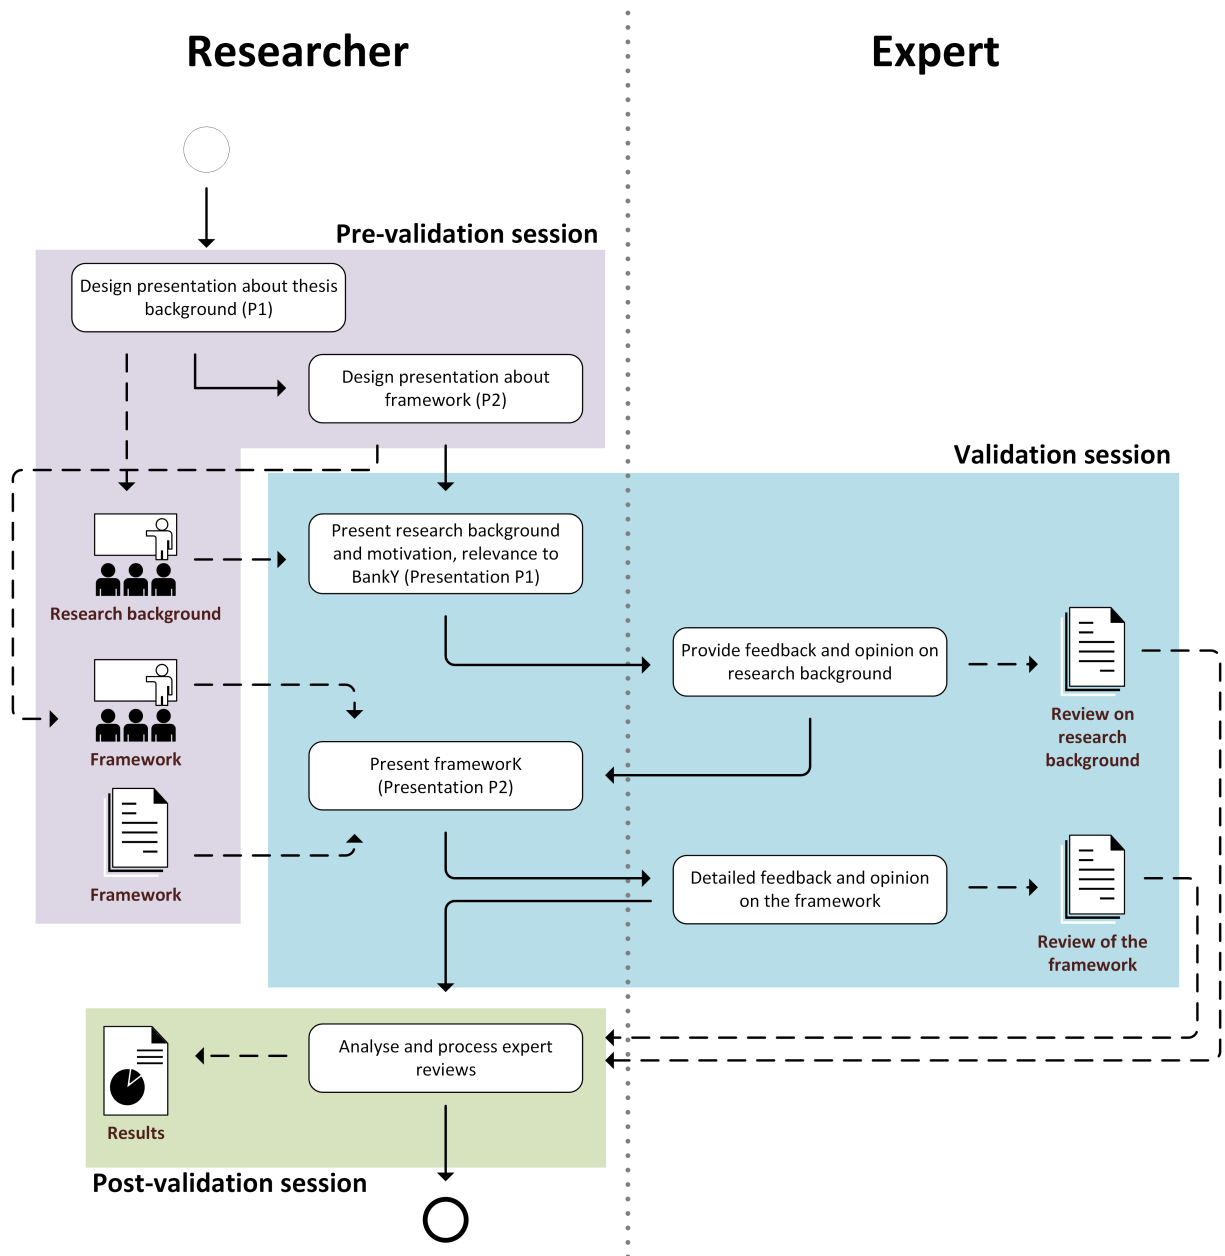 Researcher
Expert
Pre-validation session
Design presentation about thesis
background (P1)
Design presentation about
framework (P2)
Validation session
Present research background
and motivation, relevance to
BankY (Presentation P1)
Research background
Provide feedback and opinion on
research background
Review on
research
background
Framework
Present frameworK
(Presentation P2)
Framework
Detailed feedback and opinion
on the framework
Review of the
framework
Analyse and process expert
reviews
Results
Post-validation session